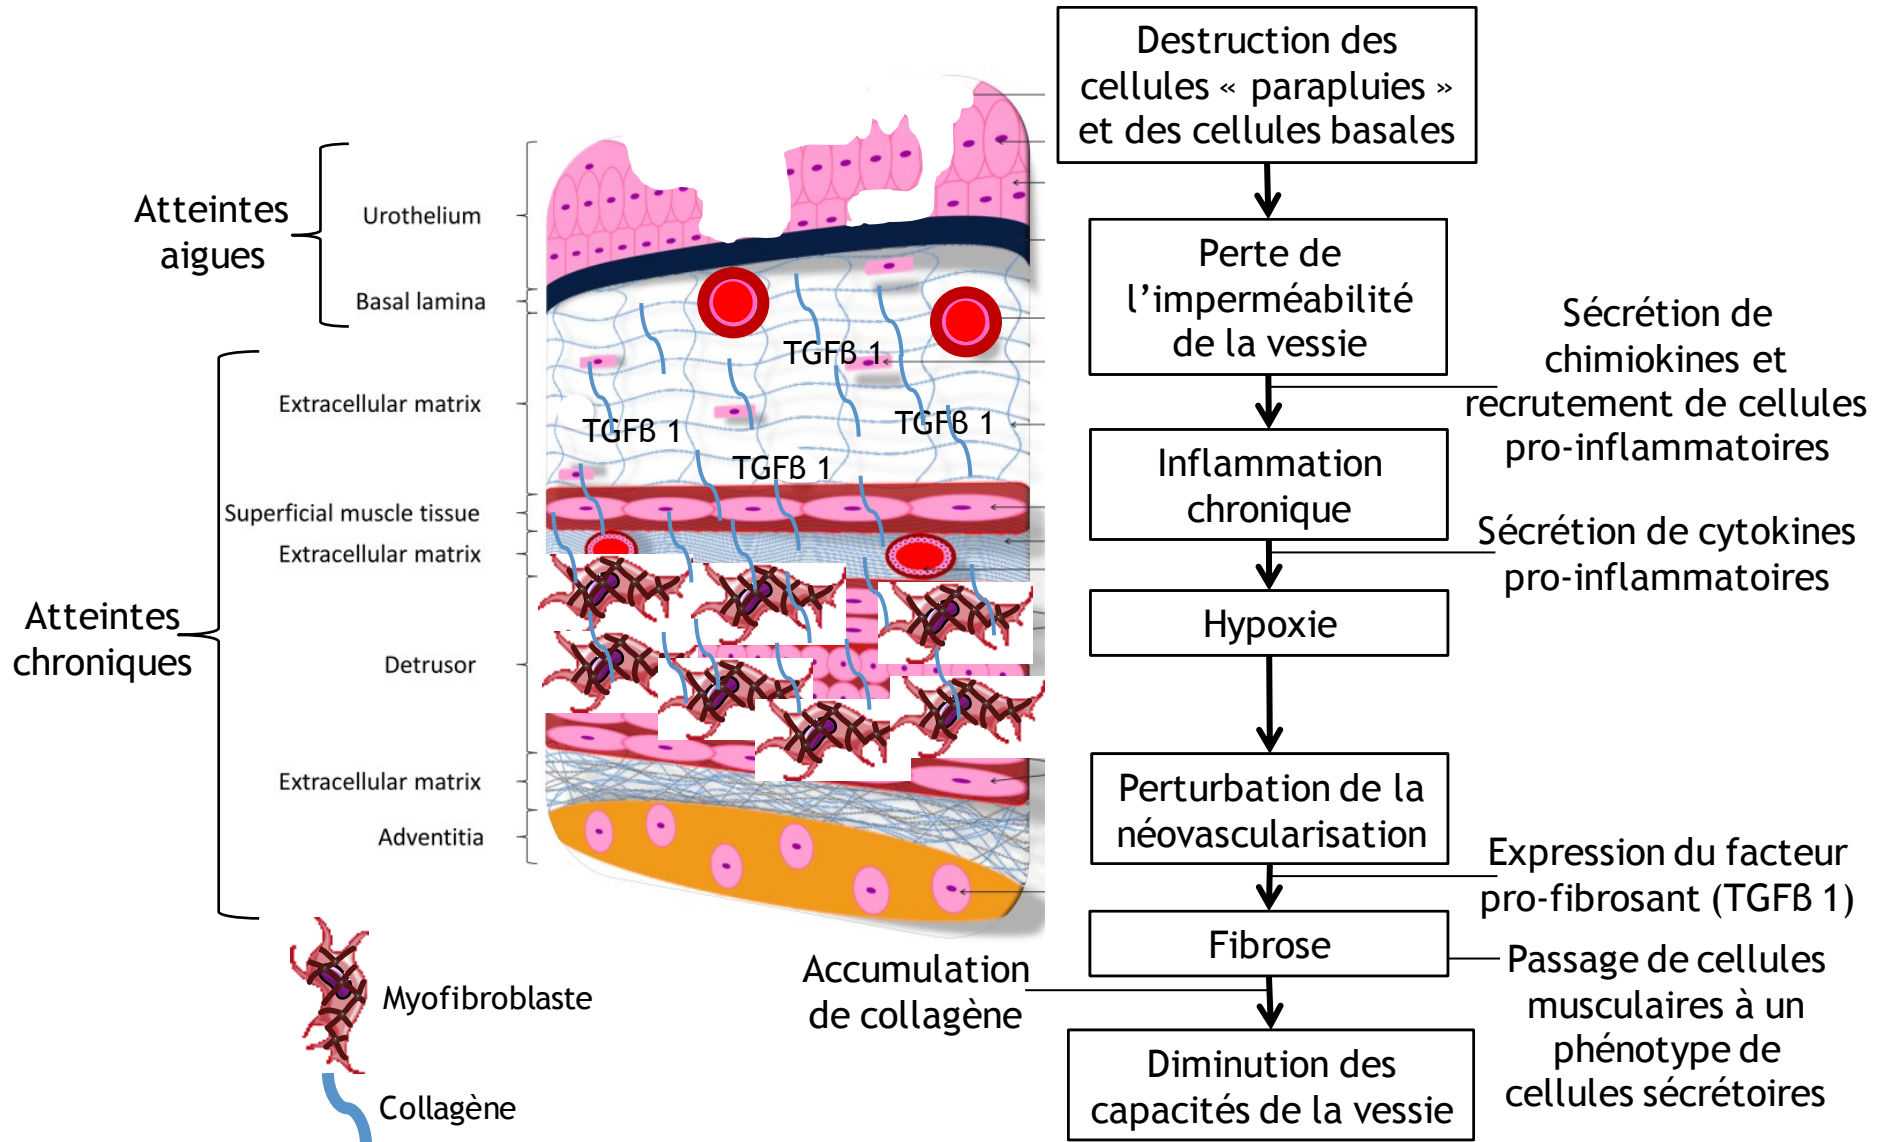 Destruction des
cellules « parapluies »
et des cellules basales
Perte de
l’imperméabilité
de la vessie
Sécrétion de
chimiokines et
recrutement de cellules
pro-inflammatoires
Inflammation
chronique
Sécrétion de cytokines
pro-inflammatoires
Hypoxie
Perturbation de la
néovascularisation
Expression du facteur
pro-fibrosant (TGFß 1)
Fibrose
Passage de cellules
musculaires à un
phénotype de
cellules sécrétoires
Accumulation
de collagène
Diminution des
capacités de la vessie
Atteintes
aigues
Urothelium
Basal lamina
Atteintes
chroniques
Extracellular matrix
Superficial muscle tissue
Extracellular matrix
Detrusor
Extracellular matrix
Adventitia
TGFß 1
TGFß 1
TGFß 1
TGFß 1
Myofibroblaste
Collagène